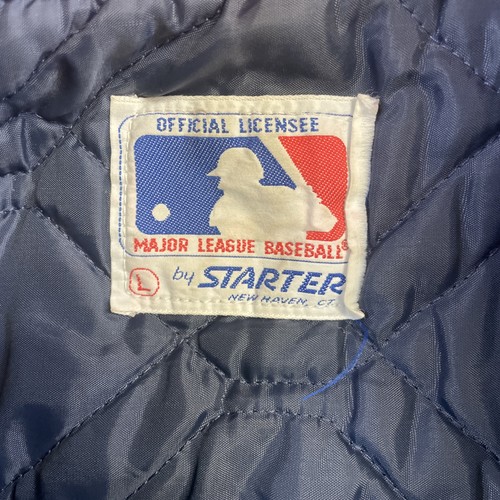 OFFICIAL LICENSEE
MAJOR LEAGUE BASEBALL®
L by STARTER
NEW HAVEN, CT.